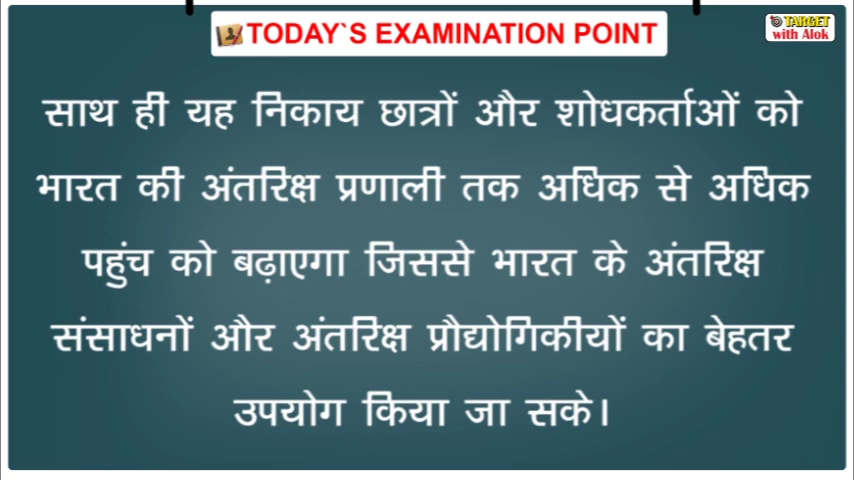 TODAY`S EXAMINATION POINT
TARGET
with Alok
साथ ही यह निकाय छात्रों और शोधकर्ताओं को
भारत की अंतरिक्ष प्रणाली तक अधिक से अधिक
पहुंच को बढ़ाएगा जिससे भारत के अंतरिक्ष
संसाधनों और अंतरिक्ष प्रौद्योगिकीयों का बेहतर
उपयोग किया जा सके।